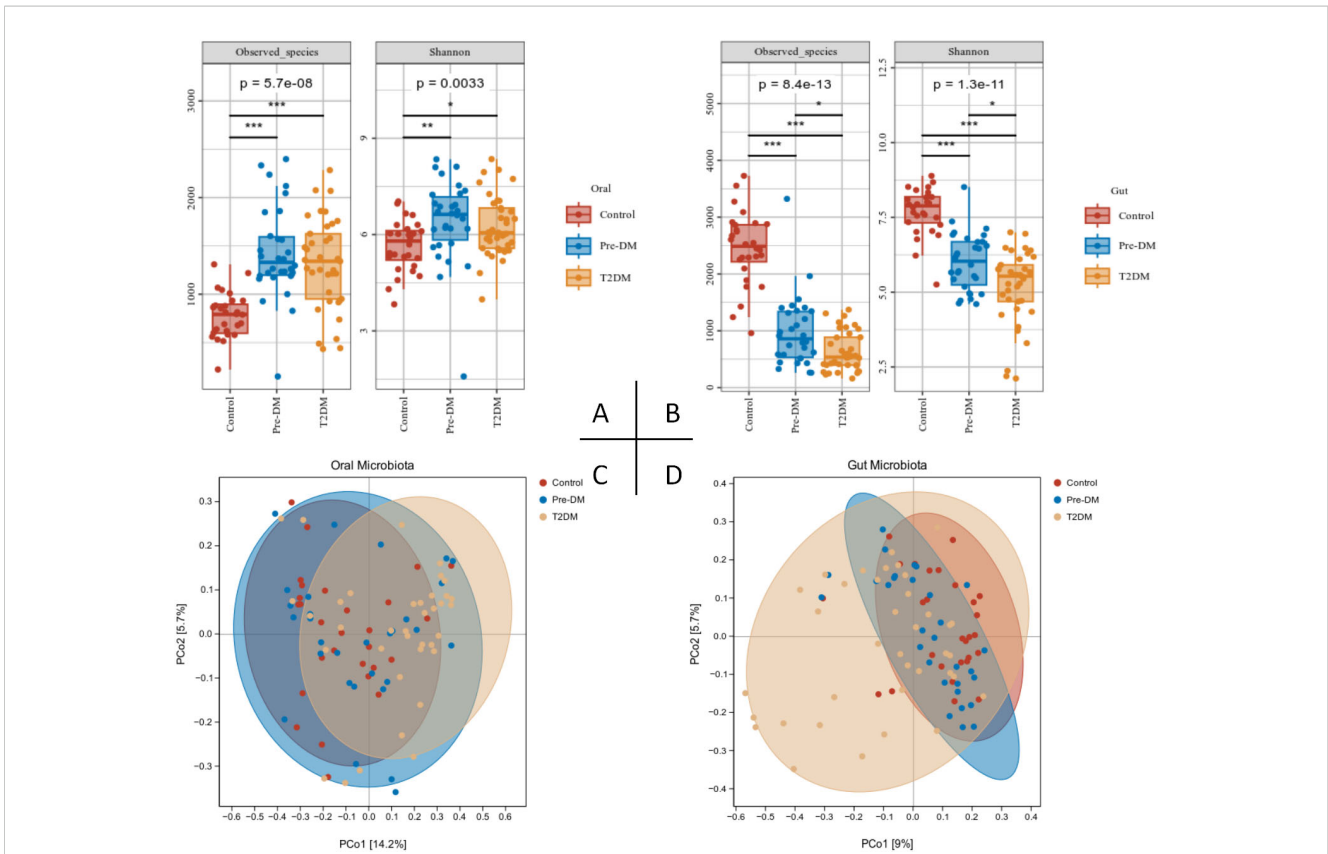 Observed_species Shannon
p = 5.7e-08 p = 0.0033
*** *
*** **
3000
2000
1000
9
6
3
Control Pre-DM T2DM
Control Pre-DM T2DM
Oral
Control
Pre-DM
T2DM
Observed_species Shannon
p = 8.4e-13 p = 1.3e-11
* *
*** ***
*** ***
5000
4000
3000
2000
1000
0
12.5
10.0
7.5
5.0
2.5
Control Pre-DM T2DM
Control Pre-DM T2DM
Gut
Control
Pre-DM
T2DM
A B
C D
Oral Microbiota
Control
Pre-DM
T2DM
PCo2 [5.7%]
0.3
0.2
0.1
0.0
−0.1
−0.2
−0.3
−0.6 −0.5 −0.4 −0.3 −0.2 −0.1 0.0 0.1 0.2 0.3 0.4 0.5 0.6
PCo1 [14.2%]
Gut Microbiota
Control
Pre-DM
T2DM
PCo2 [5.7%]
0.4
0.3
0.2
0.1
0.0
−0.1
−0.2
−0.3
−0.4
−0.6 −0.5 −0.4 −0.3 −0.2 −0.1 0.0 0.1 0.2 0.3 0.4
PCo1 [9%]